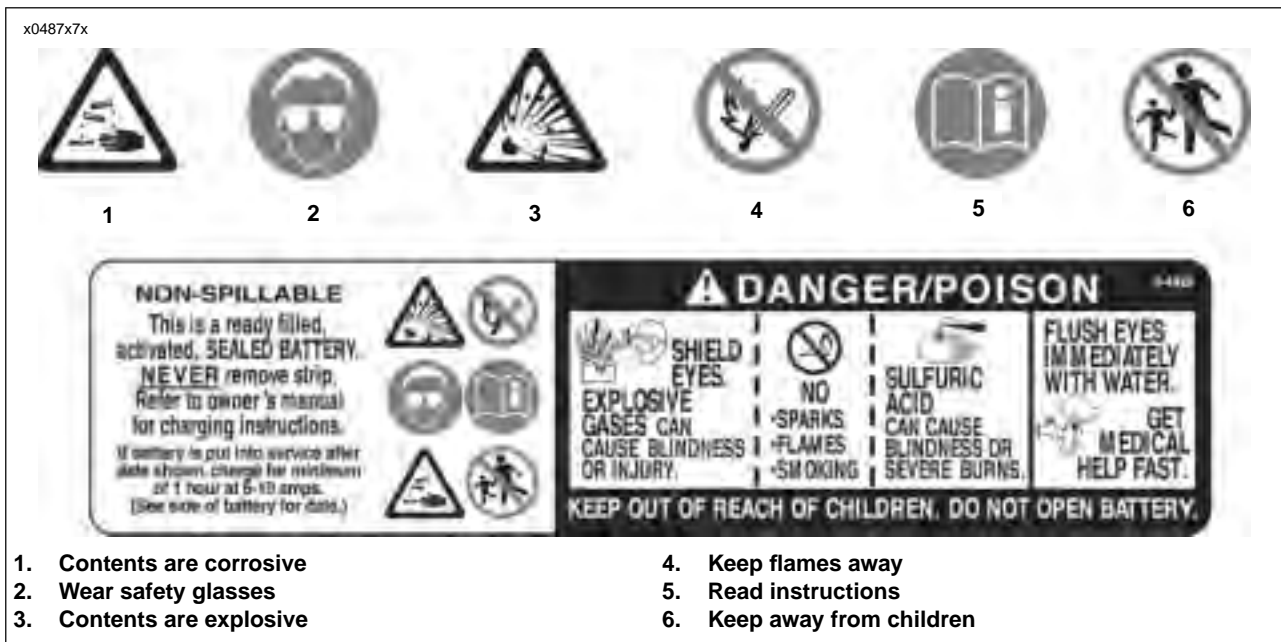 x0487x7x
1 2 3 4 5 6
NON-SPILLABLE
This is a ready filled,
activated, SEALED BATTERY.
NEVER remove strip.
Refer to owner's manual
for charging instructions.
If battery is put into service after
date shown, charge for minimum
of 1 hour at 5-10 amps.
(See side of battery for date.)
DANGER/POISON
SHIELD
EYES.
EXPLOSIVE
GASES CAN
CAUSE BLINDNESS
OR INJURY.
NO
•SPARKS
•FLAMES
•SMOKING
SULFURIC
ACID
CAN CAUSE
BLINDNESS OR
SEVERE BURNS.
FLUSH EYES
IMMEDIATELY
WITH WATER.
GET
MEDICAL
HELP FAST.
KEEP OUT OF REACH OF CHILDREN. DO NOT OPEN BATTERY.
1. Contents are corrosive
2. Wear safety glasses
3. Contents are explosive
4. Keep flames away
5. Read instructions
6. Keep away from children